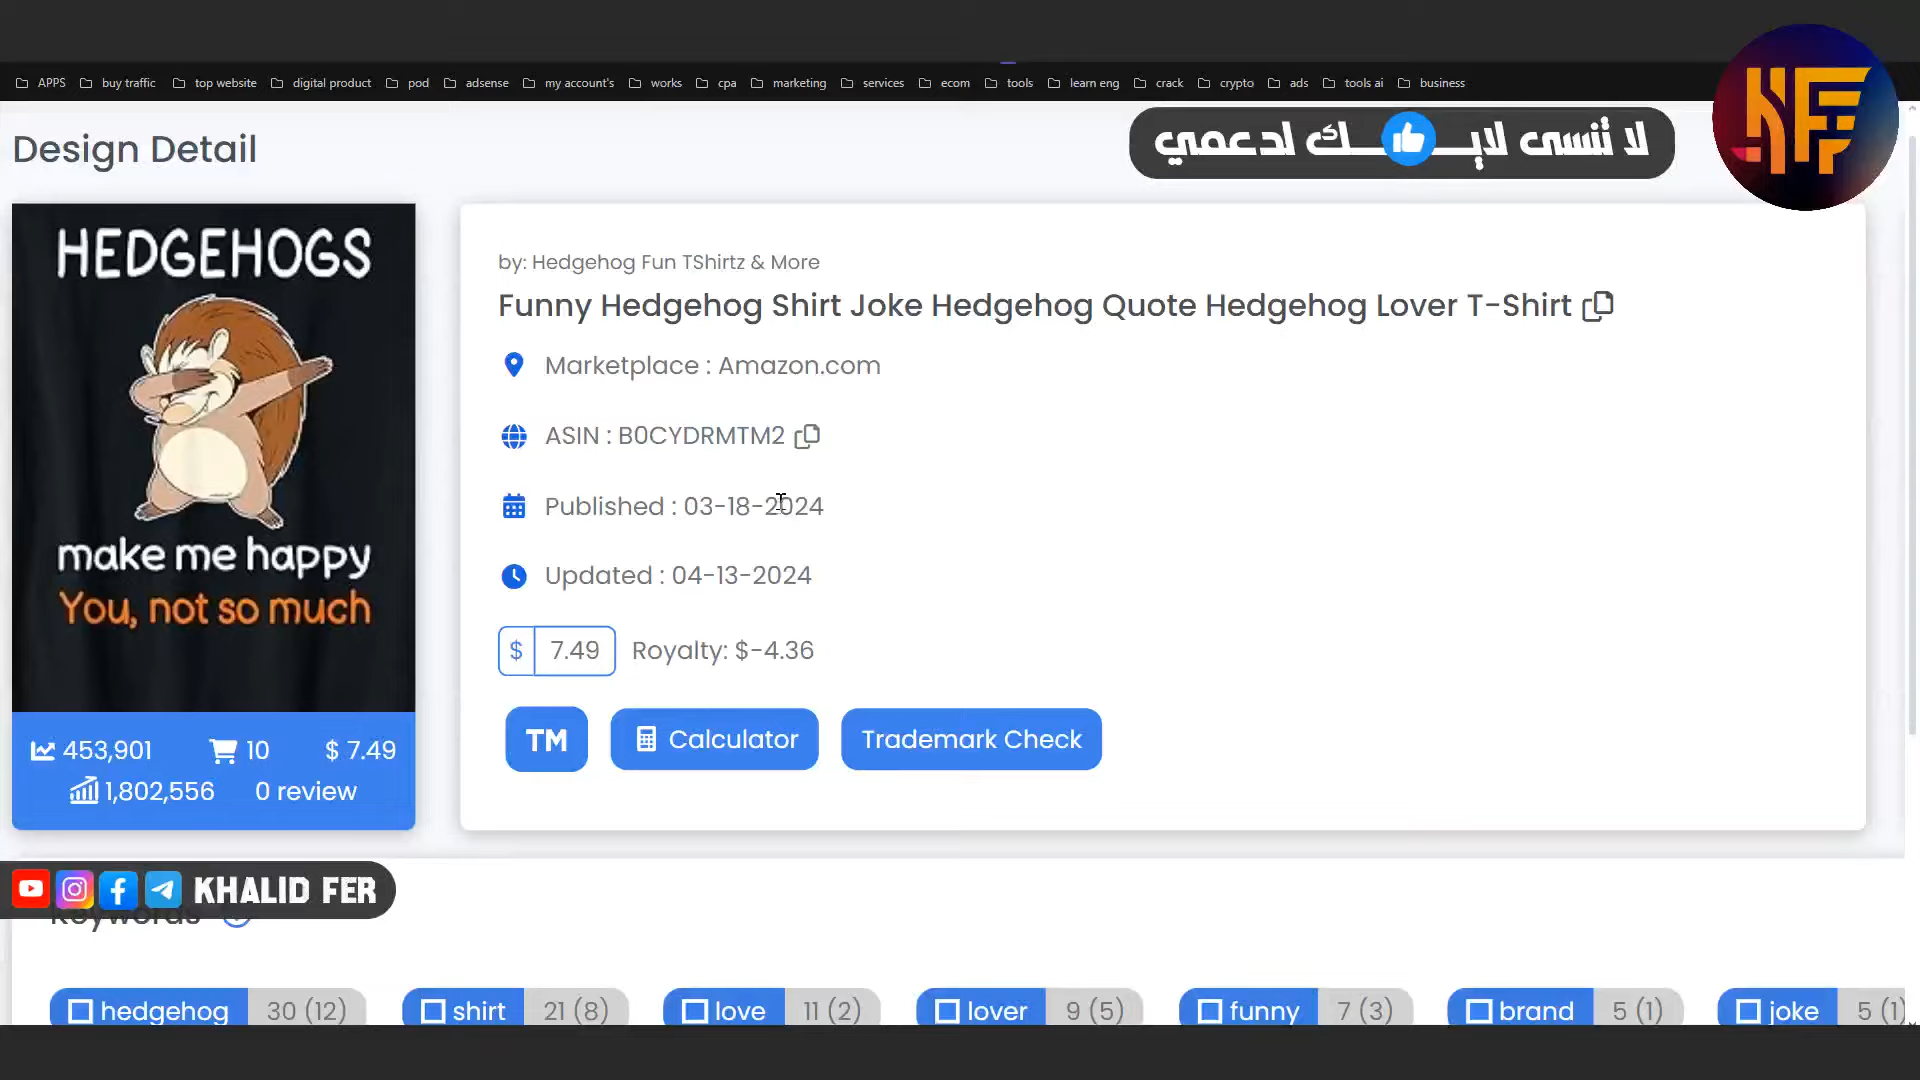 APPS buy traffic top website digital product pod adsense my account's works cpa marketing services ecom tools learn eng crack crypto ads tools ai business
Design Detail
لا تنسى لايــك لدعمي
KF
HEDGEHOGS
make me happy
You, not so much
453,901 10 $ 7.49
1,802,556 0 review
by: Hedgehog Fun TShirtz & More
Funny Hedgehog Shirt Joke Hedgehog Quote Hedgehog Lover T-Shirt
Marketplace : Amazon.com
ASIN : B0CYDRMTM2
Published : 03-18-2024
Updated : 04-13-2024
$ 7.49 Royalty: $-4.36
TM Calculator Trademark Check
KHALID FER
Keywords
hedgehog 30 (12) shirt 21 (8) love 11 (2) lover 9 (5) funny 7 (3) brand 5 (1) joke 5 (1)